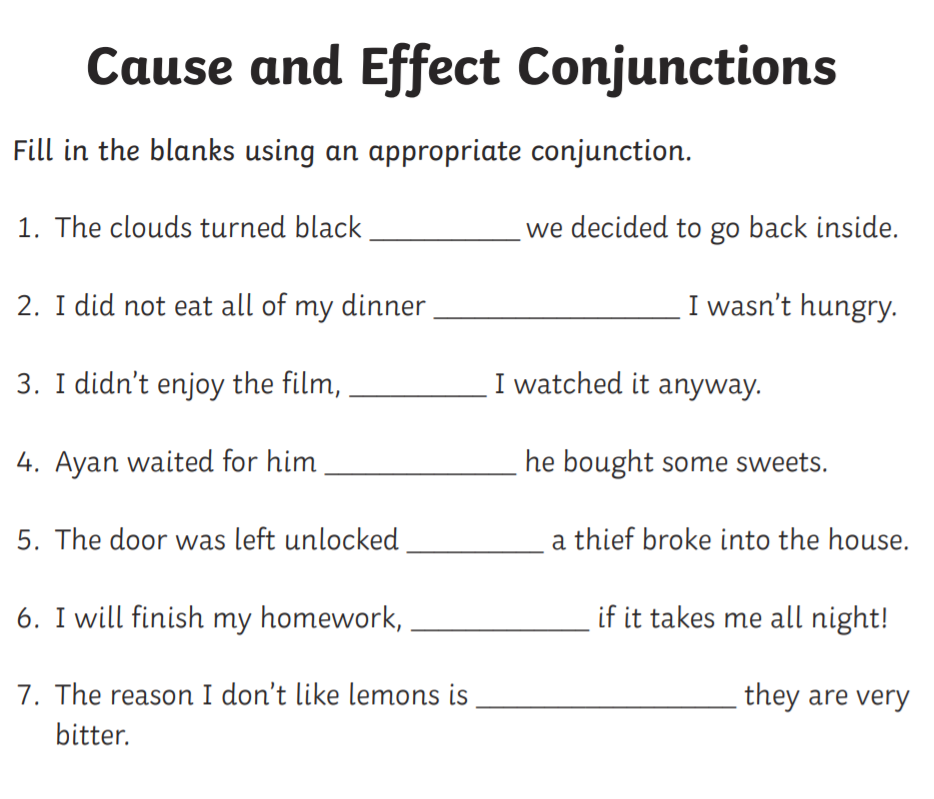 Cause and Effect Conjunctions
Fill in the blanks using an appropriate conjunction.
1. The clouds turned black __________ we decided to go back inside.
2. I did not eat all of my dinner ________________ I wasn’t hungry.
3. I didn’t enjoy the film, _________ I watched it anyway.
4. Ayan waited for him ____________ he bought some sweets.
5. The door was left unlocked _________ a thief broke into the house.
6. I will finish my homework, ____________ if it takes me all night!
7. The reason I don’t like lemons is _________________ they are very
bitter.